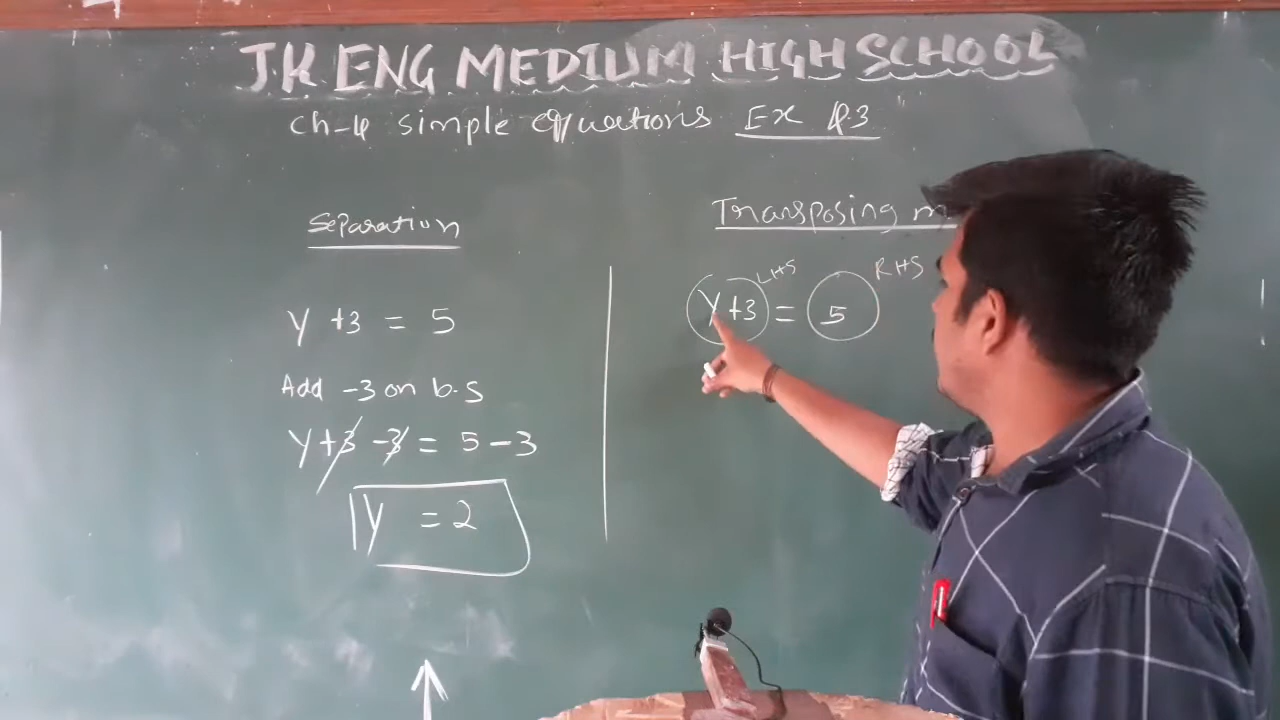 J.K ENG MEDIUM HIGH SCHOOL
ch-4 simple equations Ex 4.3
Separation
y +3 = 5
Add -3 on b.s
y+3 -3 = 5-3
y = 2
Transposing m
y+3 = 5
LHS
RHS